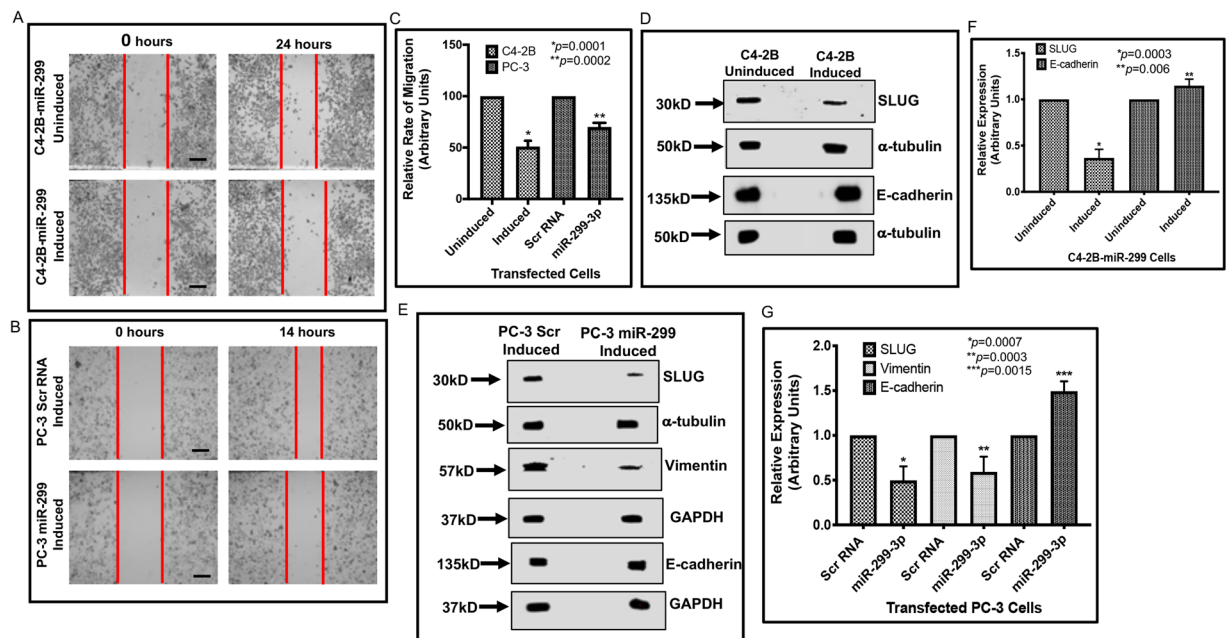 A
0 hours
24 hours
C4-2B-miR-299
Uninduced
C4-2B-miR-299
Induced
B
0 hours
14 hours
PC-3 Scr RNA
Induced
PC-3 miR-299
Induced
C
Relative Rate of Migration
(Arbitrary Units)
150
100
50
0
C4-2B
PC-3
*p=0.0001
**p=0.0002
*
**
Uninduced
Induced
Scr RNA
miR-299-3p
Transfected Cells
D
C4-2B
Uninduced
C4-2B
Induced
30kD
SLUG
50kD
α-tubulin
135kD
E-cadherin
50kD
α-tubulin
E
PC-3 Scr
Induced
PC-3 miR-299
Induced
30kD
SLUG
50kD
α-tubulin
57kD
Vimentin
37kD
GAPDH
135kD
E-cadherin
37kD
GAPDH
F
Relative Expression
(Arbitrary Units)
1.5
1.0
0.5
0.0
SLUG
E-cadherin
*p=0.0003
**p=0.006
*
**
Uninduced
Induced
Uninduced
Induced
C4-2B-miR-299 Cells
G
Relative Expression
(Arbitrary Units)
2.0
1.5
1.0
0.5
0.0
SLUG
Vimentin
E-cadherin
*p=0.0007
**p=0.0003
***p=0.0015
*
**
***
Scr RNA
miR-299-3p
Scr RNA
miR-299-3p
Scr RNA
miR-299-3p
Transfected PC-3 Cells